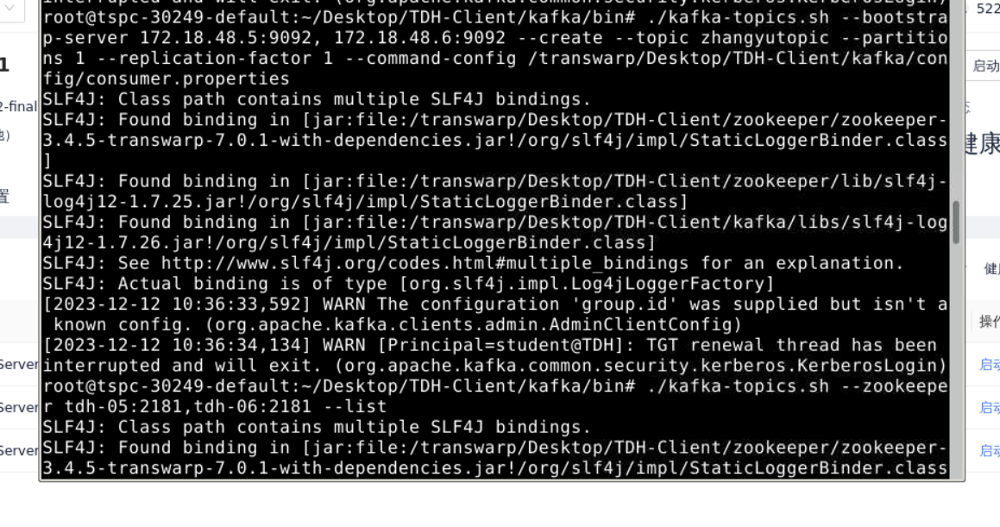 interrupted and will exit. (org.apache.kafka.common.security.kerberos.KerberosLogin)
root@tspc-30249-default:~/Desktop/TDH-Client/kafka/bin# ./kafka-topics.sh --bootstra
p-server 172.18.48.5:9092, 172.18.48.6:9092 --create --topic zhangyutopic --partitio
ns 1 --replication-factor 1 --command-config /transwarp/Desktop/TDH-Client/kafka/con
fig/consumer.properties
SLF4J: Class path contains multiple SLF4J bindings.
SLF4J: Found binding in [jar:file:/transwarp/Desktop/TDH-Client/zookeeper/zookeeper-
3.4.5-transwarp-7.0.1-with-dependencies.jar!/org/slf4j/impl/StaticLoggerBinder.class
]
SLF4J: Found binding in [jar:file:/transwarp/Desktop/TDH-Client/zookeeper/lib/slf4j-
log4j12-1.7.25.jar!/org/slf4j/impl/StaticLoggerBinder.class]
SLF4J: Found binding in [jar:file:/transwarp/Desktop/TDH-Client/kafka/libs/slf4j-log
4j12-1.7.26.jar!/org/slf4j/impl/StaticLoggerBinder.class]
SLF4J: See http://www.slf4j.org/codes.html#multiple_bindings for an explanation.
SLF4J: Actual binding is of type [org.slf4j.impl.Log4jLoggerFactory]
[2023-12-12 10:36:33,592] WARN The configuration 'group.id' was supplied but isn't a
 known config. (org.apache.kafka.clients.admin.AdminClientConfig)
[2023-12-12 10:36:34,134] WARN [Principal=student@TDH]: TGT renewal thread has been
interrupted and will exit. (org.apache.kafka.common.security.kerberos.KerberosLogin)
root@tspc-30249-default:~/Desktop/TDH-Client/kafka/bin# ./kafka-topics.sh --zookeepe
r tdh-05:2181,tdh-06:2181 --list
SLF4J: Class path contains multiple SLF4J bindings.
SLF4J: Found binding in [jar:file:/transwarp/Desktop/TDH-Client/zookeeper/zookeeper-
3.4.5-transwarp-7.0.1-with-dependencies.jar!/org/slf4j/impl/StaticLoggerBinder.class
1
2-final
置
Server
Server
Server
522
启动
态
健康
健
操作
启动
启动
启动